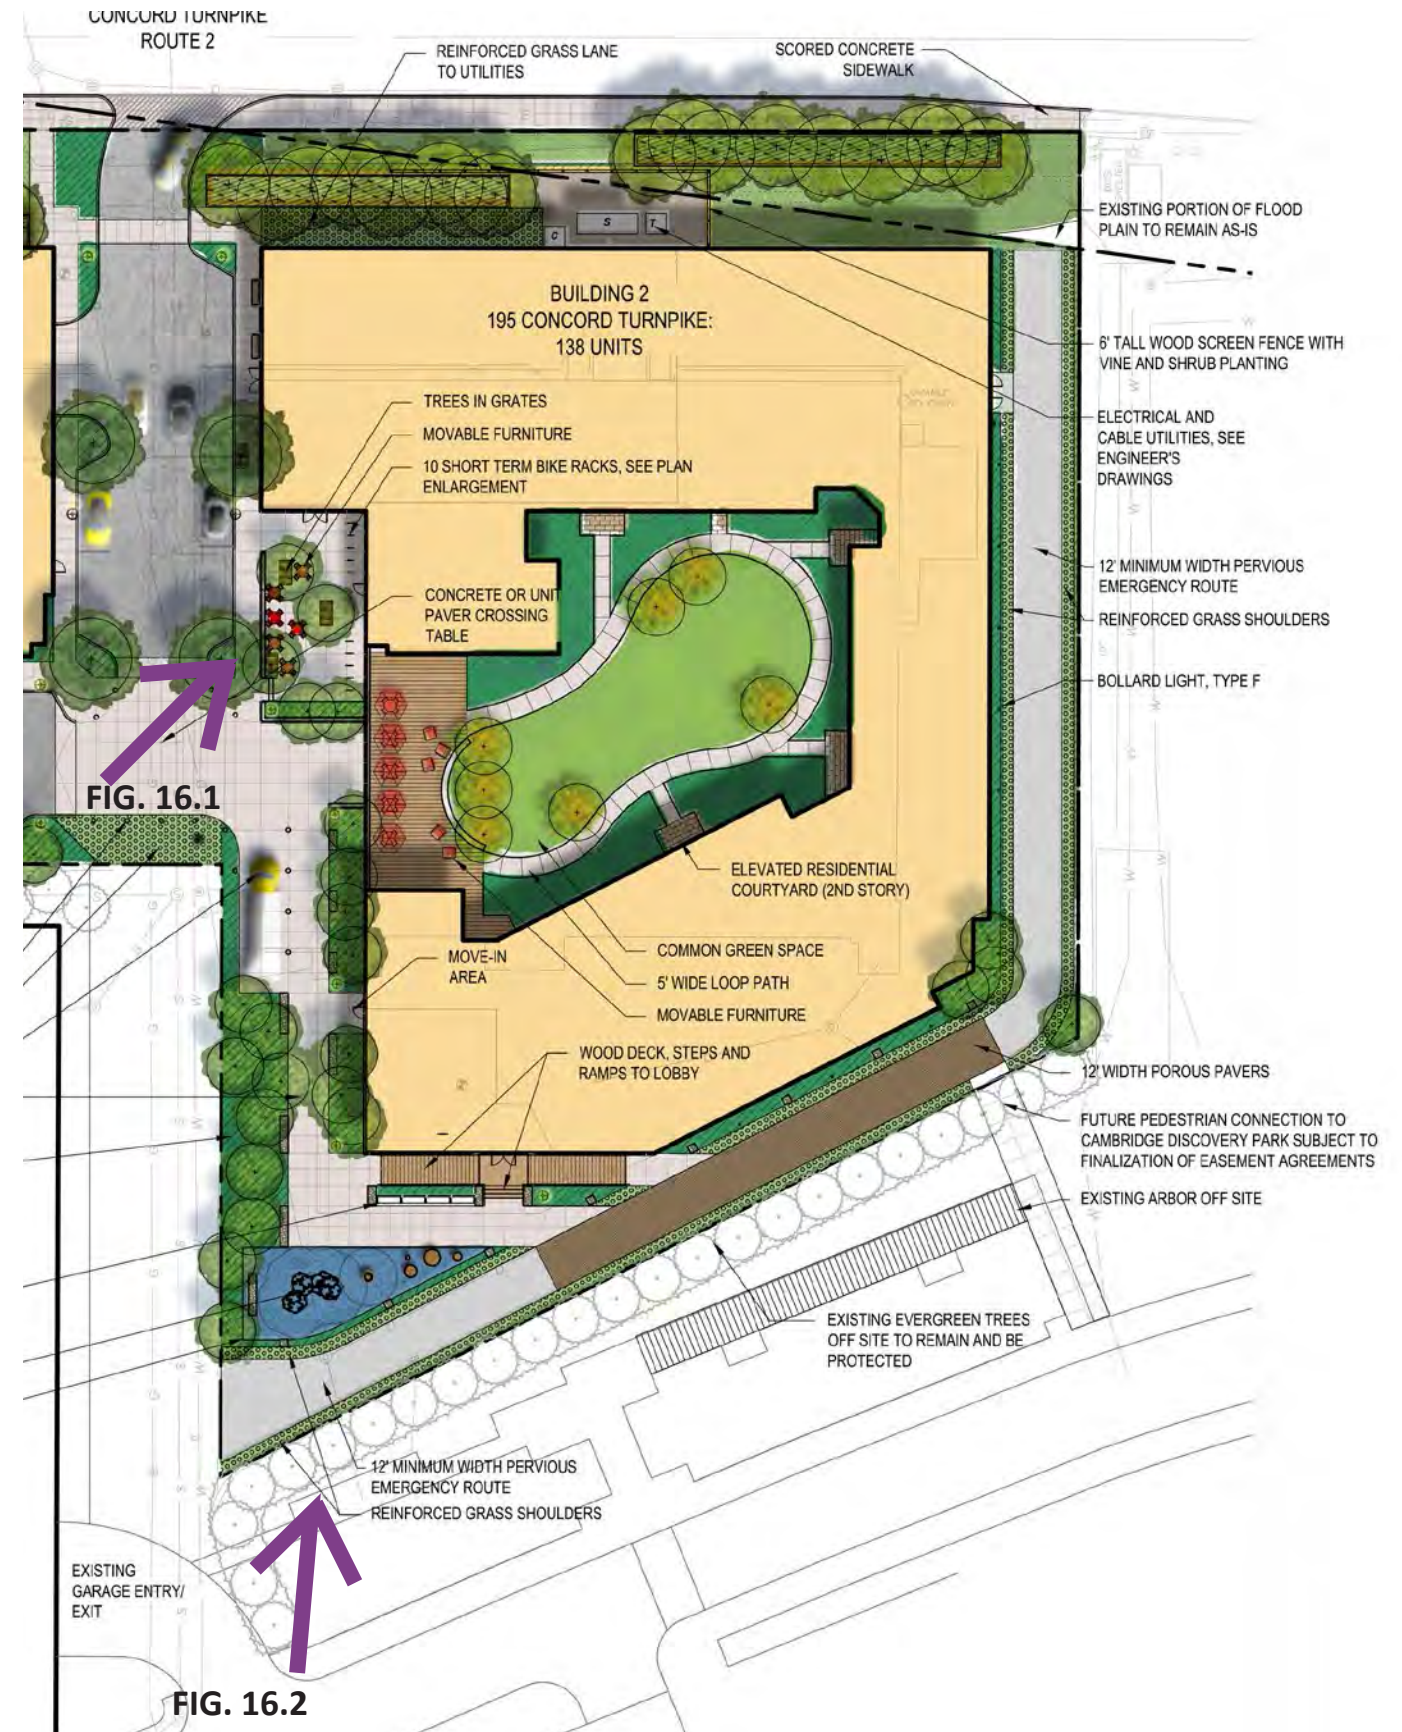 CONCORD TURNPIKE
ROUTE 2
REINFORCED GRASS LANE
TO UTILITIES
SCORED CONCRETE
SIDEWALK
EXISTING PORTION OF FLOOD
PLAIN TO REMAIN AS-IS
S
T
C
BUILDING 2
195 CONCORD TURNPIKE:
138 UNITS
6' TALL WOOD SCREEN FENCE WITH
VINE AND SHRUB PLANTING
TREES IN GRATES
MOVABLE FURNITURE
10 SHORT TERM BIKE RACKS, SEE PLAN
ENLARGEMENT
ELECTRICAL AND
CABLE UTILITIES, SEE
ENGINEER'S
DRAWINGS
CONCRETE OR UNIT
PAVER CROSSING
TABLE
12' MINIMUM WIDTH PERVIOUS
EMERGENCY ROUTE
REINFORCED GRASS SHOULDERS
BOLLARD LIGHT, TYPE F
FIG. 16.1
ELEVATED RESIDENTIAL
COURTYARD (2ND STORY)
COMMON GREEN SPACE
5' WIDE LOOP PATH
MOVABLE FURNITURE
MOVE-IN
AREA
WOOD DECK, STEPS AND
RAMPS TO LOBBY
12' WIDTH POROUS PAVERS
FUTURE PEDESTRIAN CONNECTION TO
CAMBRIDGE DISCOVERY PARK SUBJECT TO
FINALIZATION OF EASEMENT AGREEMENTS
EXISTING ARBOR OFF SITE
EXISTING EVERGREEN TREES
OFF SITE TO REMAIN AND BE
PROTECTED
12' MINIMUM WIDTH PERVIOUS
EMERGENCY ROUTE
REINFORCED GRASS SHOULDERS
EXISTING
GARAGE ENTRY/
EXIT
FIG. 16.2